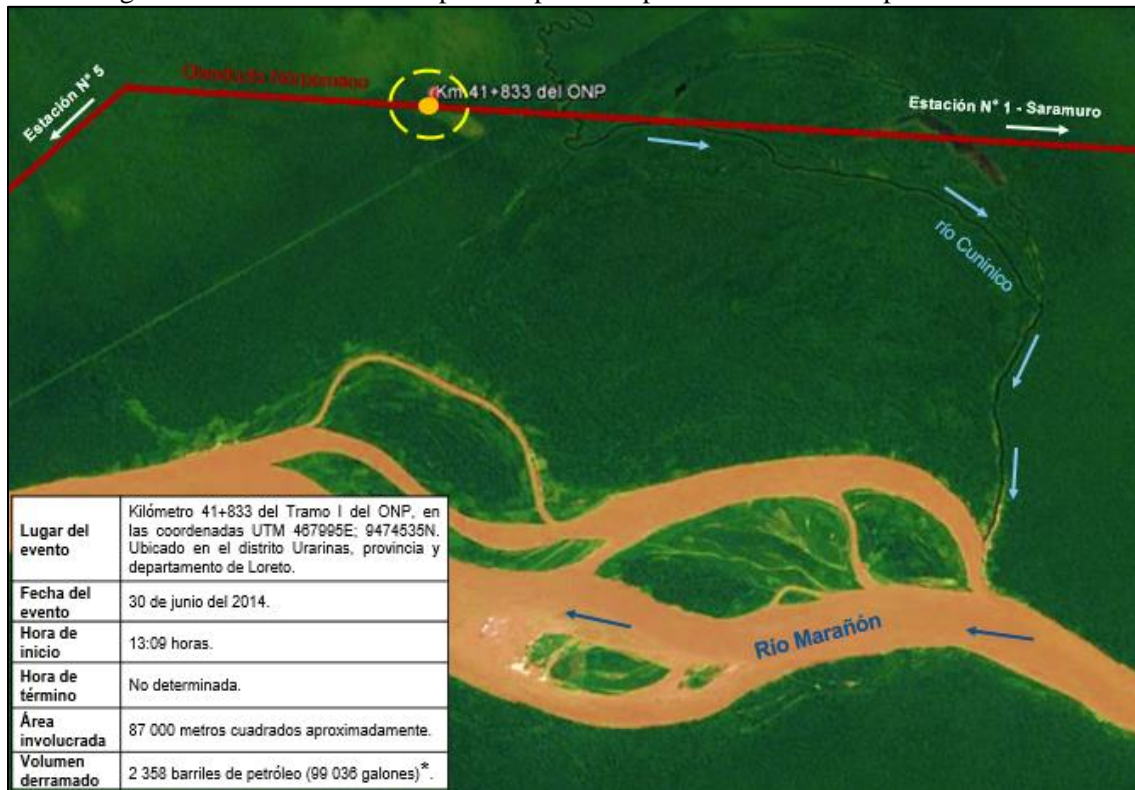 Oleoducto Norperuano
Km 41+833 del ONP
Estación N° 5
Estación N° 1 - Saramuro
río Cuninico
Río Marañón
Lugar del evento
Kilómetro 41+833 del Tramo I del ONP, en
las coordenadas UTM 467995E; 9474535N.
Ubicado en el distrito Urarinas, provincia y
departamento de Loreto.
Fecha del evento
30 de junio del 2014.
Hora de inicio
13:09 horas.
Hora de término
No determinada.
Área involucrada
87 000 metros cuadrados aproximadamente.
Volumen derramado
2 358 barriles de petróleo (99 036 galones)*.